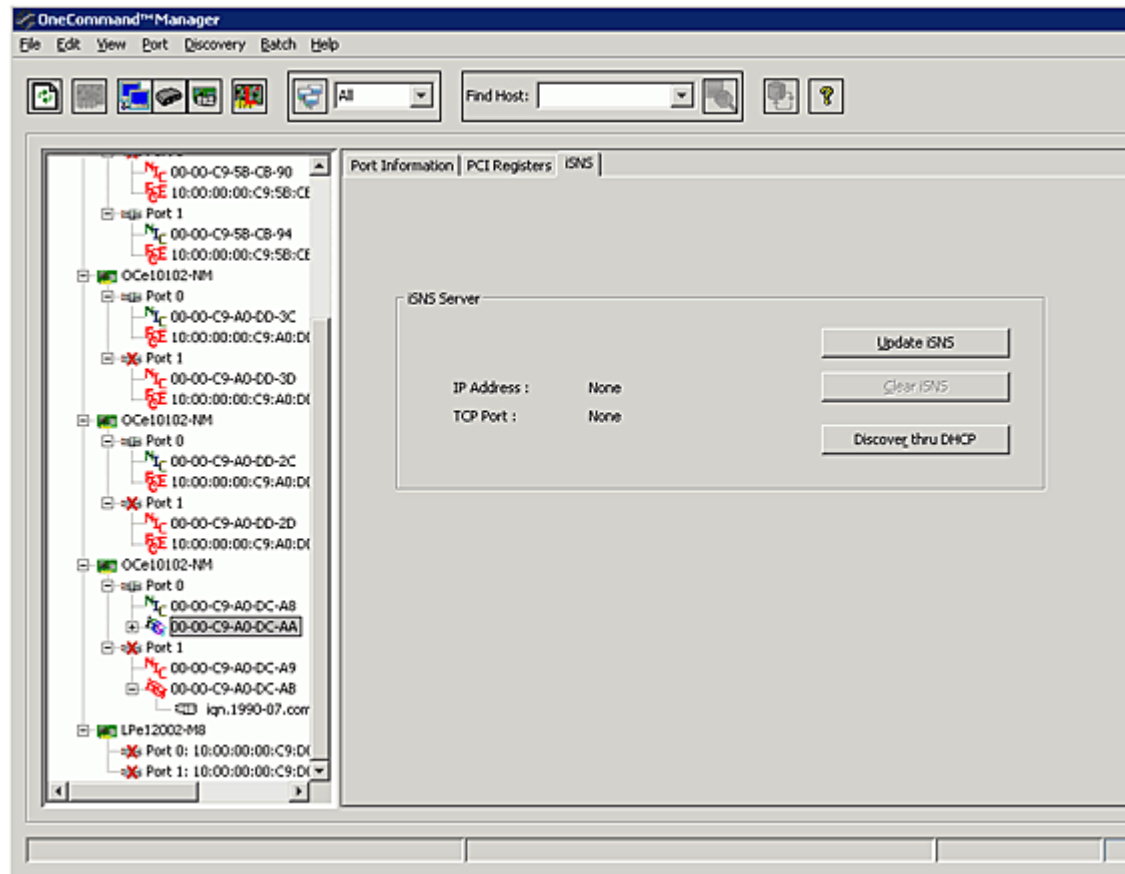 OneCommand™Manager
File Edit View Port Discovery Batch Help
All
Find Host:
00-00-C9-5B-CB-90
10:00:00:00:C9:5B:CE
Port 1
00-00-C9-5B-CB-94
10:00:00:00:C9:5B:CE
OCe10102-NM
Port 0
00-00-C9-A0-DD-3C
10:00:00:00:C9:A0:D
Port 1
00-00-C9-A0-DD-3D
10:00:00:00:C9:A0:D
OCe10102-NM
Port 0
00-00-C9-A0-DD-2C
10:00:00:00:C9:A0:D
Port 1
00-00-C9-A0-DD-2D
10:00:00:00:C9:A0:D
OCe10102-NM
Port 0
00-00-C9-A0-DC-A8
00-00-C9-A0-DC-AA
Port 1
00-00-C9-A0-DC-A9
00-00-C9-A0-DC-AB
iqn.1990-07.com
LPe12002-M8
Port 0: 10:00:00:00:C9:D
Port 1: 10:00:00:00:C9:D
Port Information PCI Registers iSNS
iSNS Server
Update iSNS
IP Address : None
Clear iSNS
TCP Port : None
Discover thru DHCP